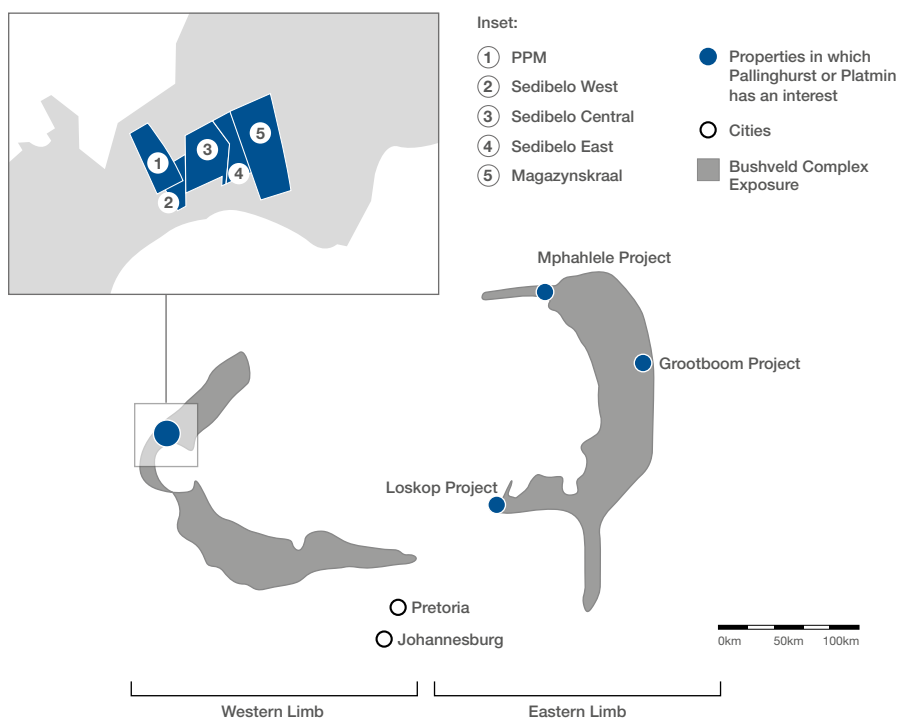 Inset:
1 PPM
2 Sedibelo West
3 Sedibelo Central
4 Sedibelo East
5 Magazynskraal
Properties in which
Pallinghurst or Platmin
has an interest
Cities
Bushveld Complex
Exposure
1
2
3
4
5
Mphahlele Project
Grootboom Project
Loskop Project
Pretoria
Johannesburg
0km 50km 100km
Western Limb
Eastern Limb